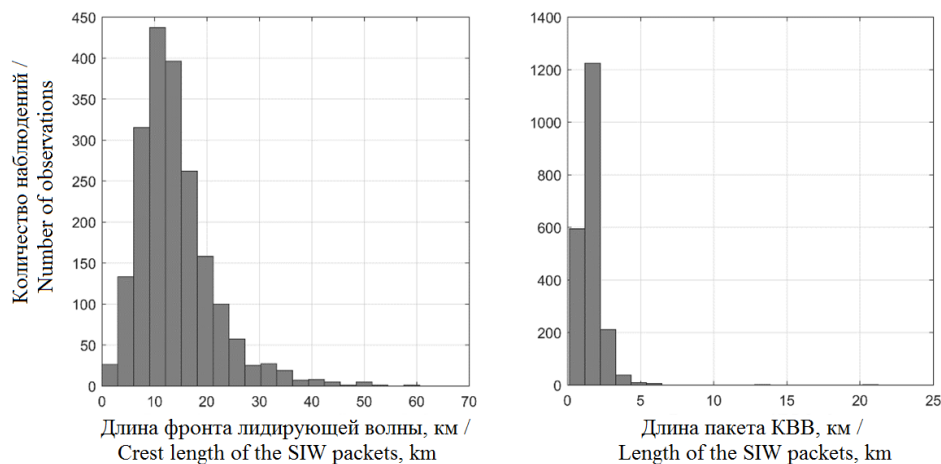 Количество наблюдений /
Number of observations
450
400
350
300
250
200
150
100
50
0
0 10 20 30 40 50 60 70
Длина фронта лидирующей волны, км /
Crest length of the SIW packets, km
1400
1200
1000
800
600
400
200
0
0 5 10 15 20 25
Длина пакета КВВ, км /
Length of the SIW packets, km